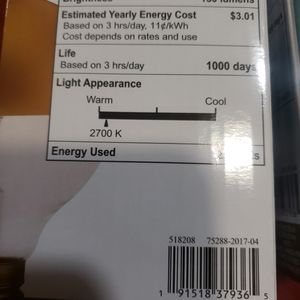 Estimated Yearly Energy Cost $3.01
Based on 3 hrs/day, 11¢/kWh
Cost depends on rates and use
Life
Based on 3 hrs/day 1000 days
Light Appearance
Warm Cool
2700 K
Energy Used
518208 75288-2017-04
1 91518 37936 5